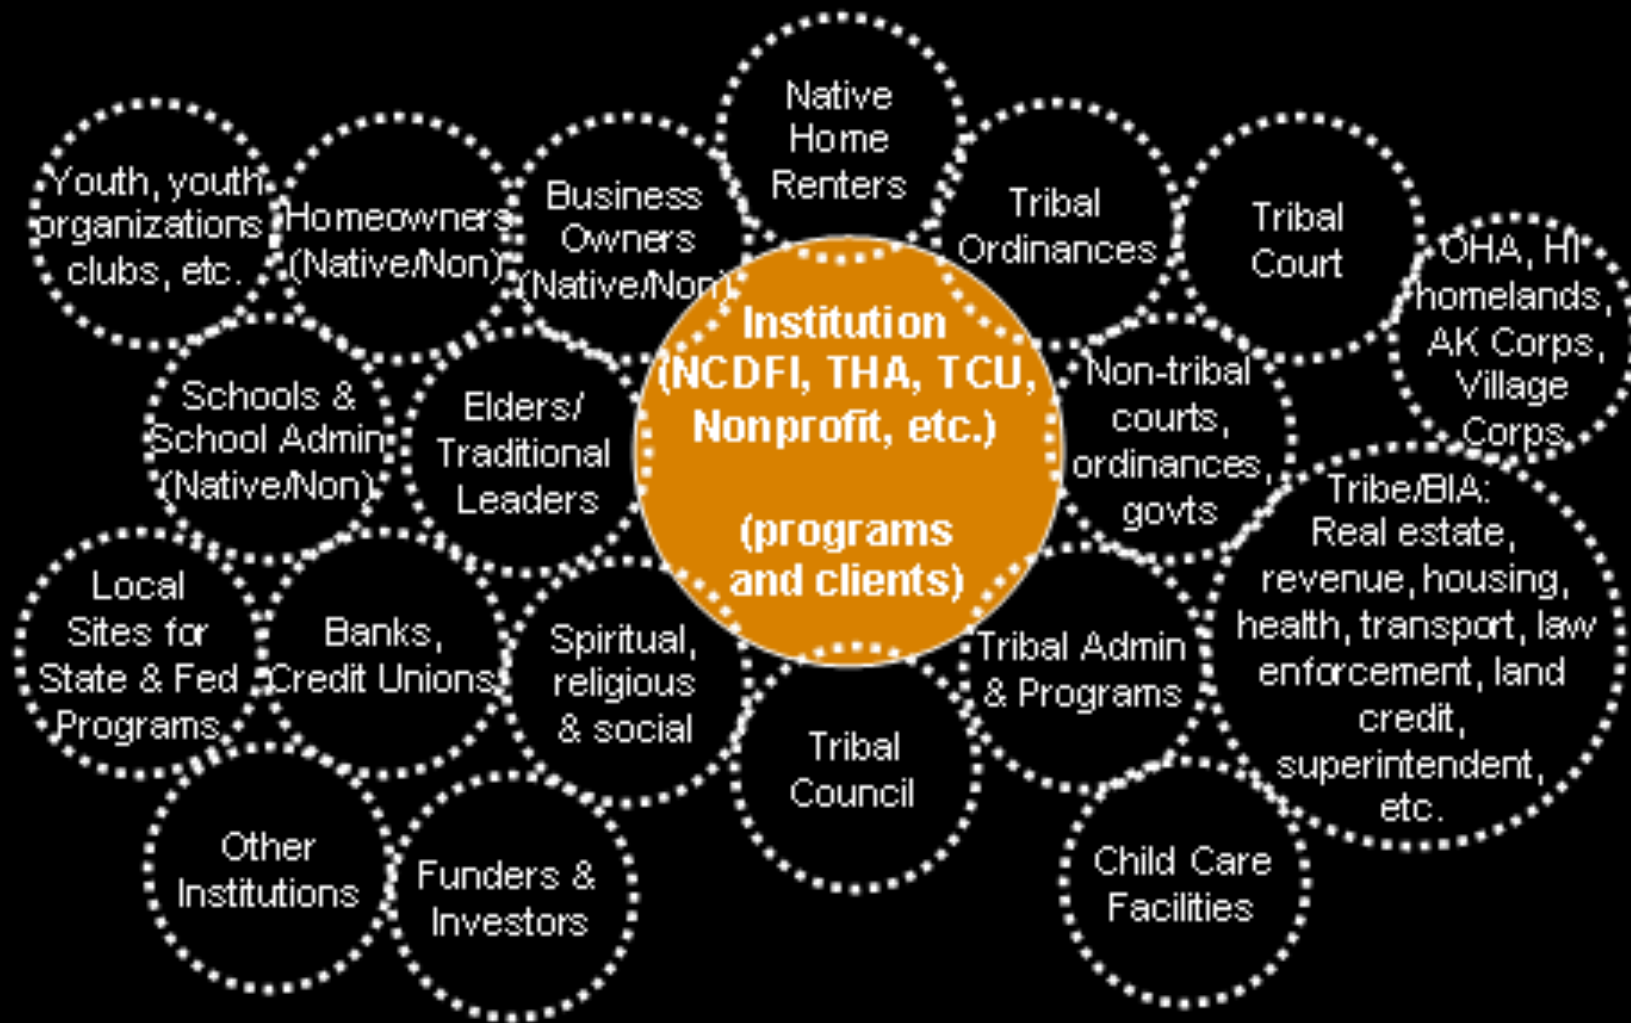 Native
Home
Renters
Youth, youth
organizations
clubs, etc.
Homeowners
(Native/Non)
Business
Owners
(Native/Non)
Tribal
Ordinances
Tribal
Court
OHA, HI
homelands,
AK Corps,
Village
Corps
Institution
(NCDFI, THA, TCU,
Nonprofit, etc.)
(programs
and clients)
Schools &
School Admin
(Native/Non)
Elders/
Traditional
Leaders
Non-tribal
courts,
ordinances,
govts
Tribe/BIA:
Real estate,
revenue, housing,
health, transport, law
enforcement, land
credit,
superintendent,
etc.
Local
Sites for
State & Fed
Programs
Banks,
Credit Unions
Spiritual,
religious
& social
Tribal Admin
& Programs
Tribal
Council
Other
Institutions
Funders &
Investors
Child Care
Facilities